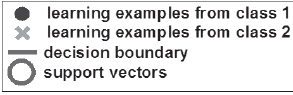 learning examples from class 1
learning examples from class 2
decision boundary
support vectors